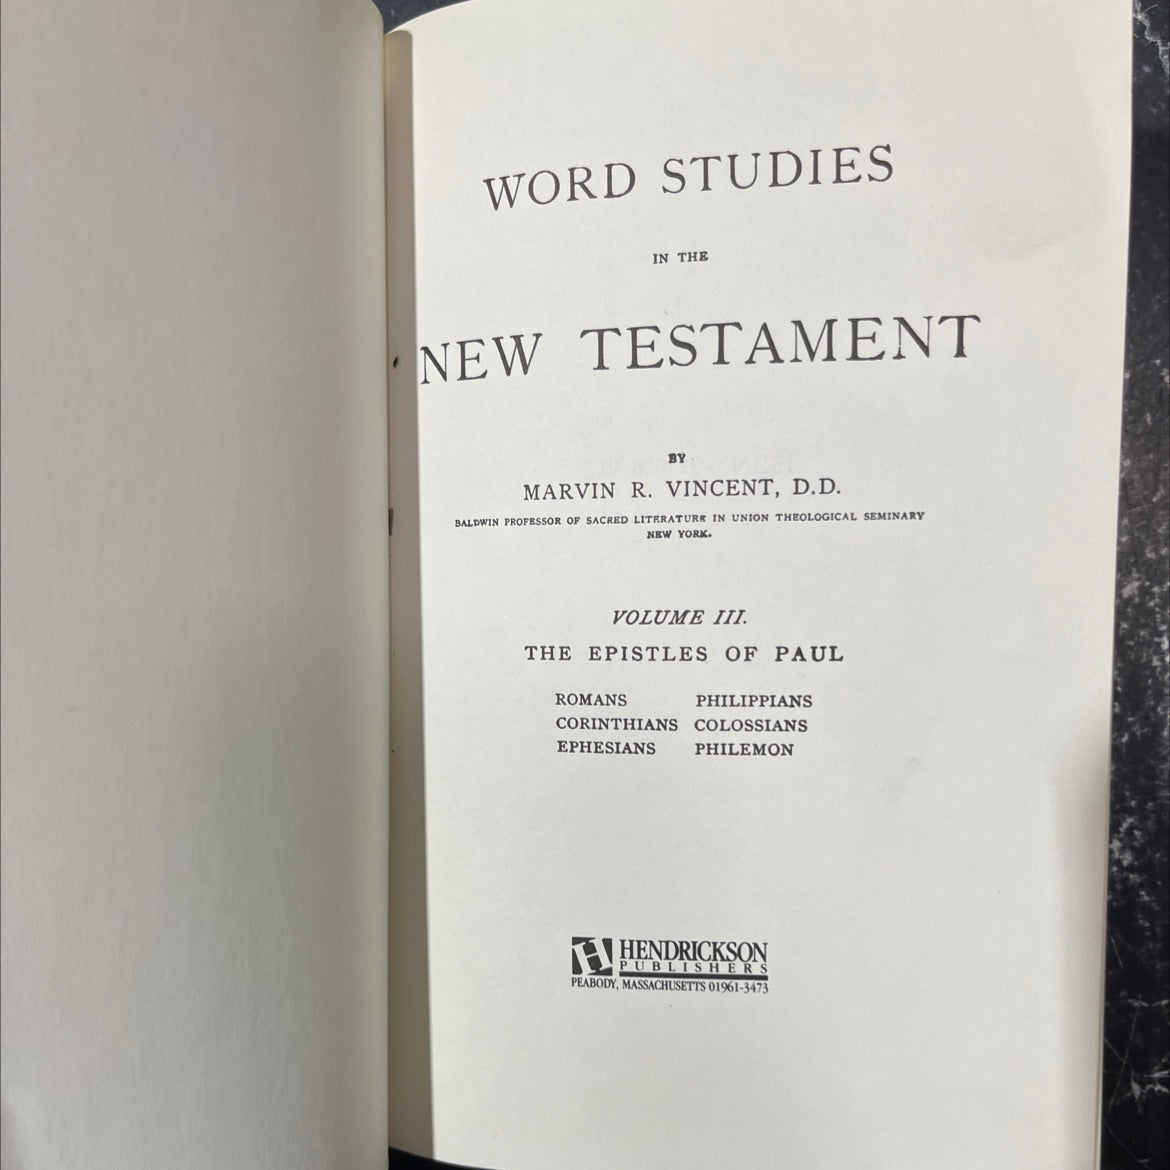 WORD STUDIES
IN THE
NEW TESTAMENT
BY
MARVIN R. VINCENT, D.D.
BALDWIN PROFESSOR OF SACRED LITERATURE IN UNION THEOLOGICAL SEMINARY
NEW YORK.
VOLUME III.
THE EPISTLES OF PAUL
ROMANS PHILIPPIANS
CORINTHIANS COLOSSIANS
EPHESIANS PHILEMON
H HENDRICKSON
PUBLISHERS
PEABODY, MASSACHUSETTS 01961-3473